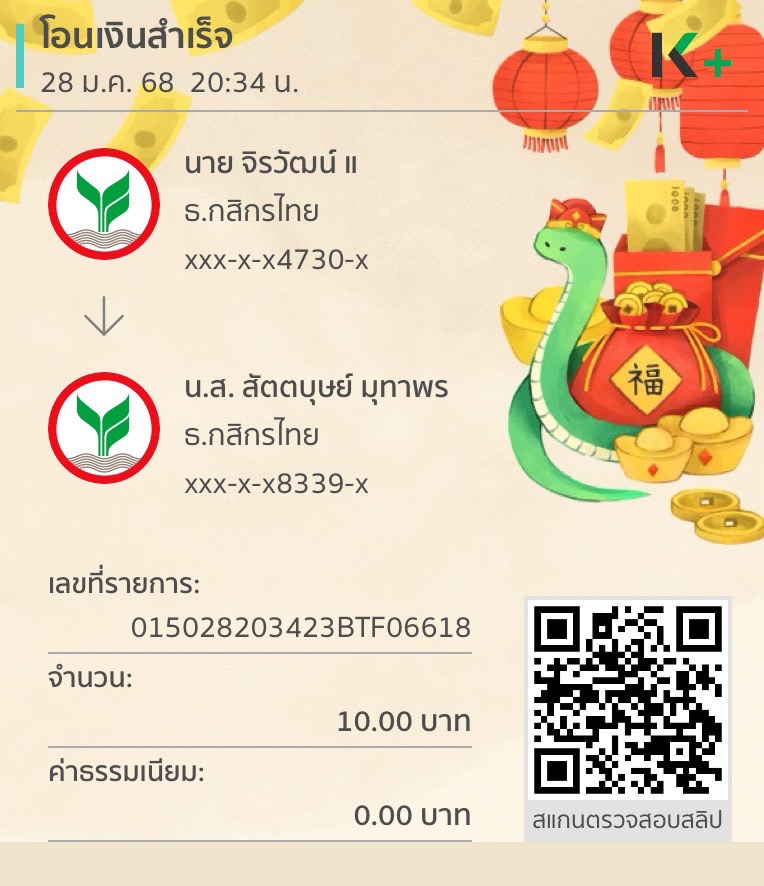 โอนเงินสำเร็จ
28 ม.ค. 68 20:34 น.
K+
นาย จิรวัฒน์ แ
ธ.กสิกรไทย
xxx-x-x4730-x
น.ส. สัตตบุษย์ มุทาพร
ธ.กสิกรไทย
xxx-x-x8339-x
福
เลขที่รายการ:
015028203423BTF06618
จำนวน:
10.00 บาท
ค่าธรรมเนียม:
0.00 บาท
สแกนตรวจสอบสลิป